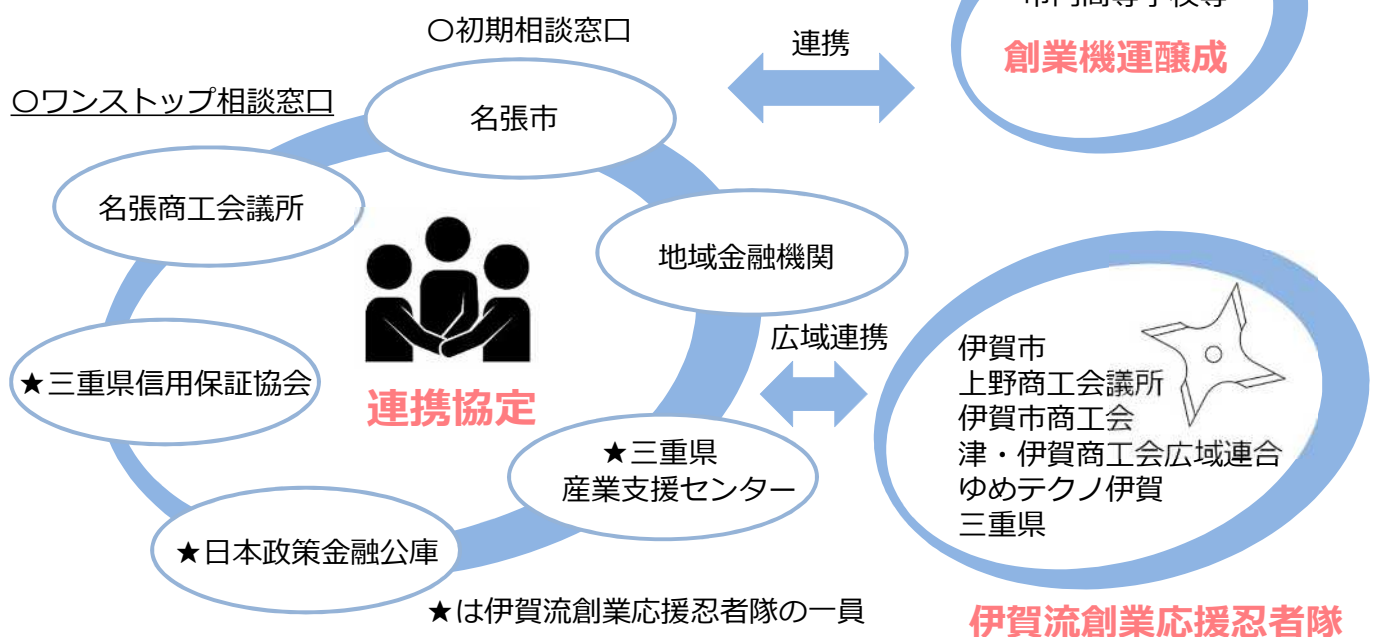 〇初期相談窓口
連携
創業機運醸成
〇ワンストップ相談窓口
名張市
名張商工会議所
地域金融機関
広域連携
伊賀市
上野商工会議所
伊賀市商工会
津・伊賀商工会広域連合
ゆめテクノ伊賀
三重県
★三重県信用保証協会
連携協定
★三重県
産業支援センター
★日本政策金融公庫
★は伊賀流創業応援忍者隊の一員
伊賀流創業応援忍者隊